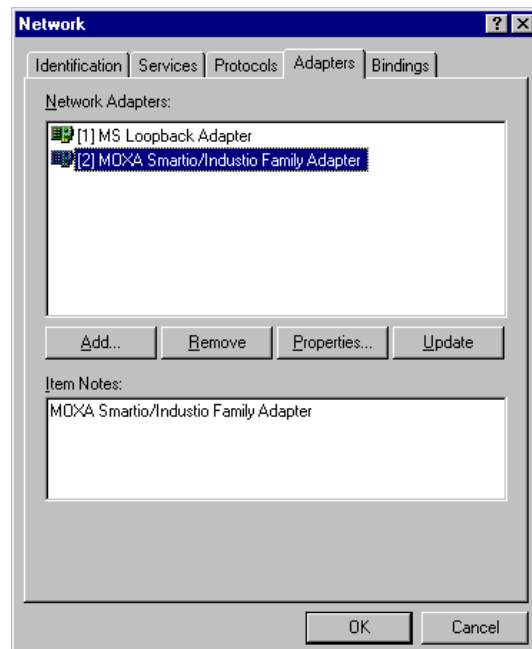 Network
Identification Services Protocols Adapters Bindings
Network Adapters:
[1] MS Loopback Adapter
[2] MOXA Smartio/Industio Family Adapter
Add... Remove Properties... Update
Item Notes:
MOXA Smartio/Industio Family Adapter
OK Cancel